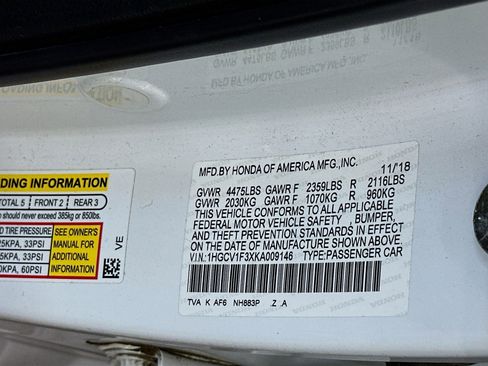 MFD.BY HONDA OF AMERICA MFG.,INC. 11/18
GVWR 4475LBS GAWR F 2359LBS R 2116LBS
GVWR 2030KG GAWR F 1070KG R 960KG
THIS VEHICLE CONFORMS TO ALL APPLICABLE
FEDERAL MOTOR VEHICLE SAFETY , BUMPER,
AND THEFT PREVENTION STANDARDS IN EFFECT
ON THE DATE OF MANUFACTURE SHOWN ABOVE.
V.I.N.:1HGCV1F3XKA009146 TYPE:PASSENGER CAR
TVA K AF6 NH883P .Z A
DING INFORMATION
TOTAL 5 FRONT 2 REAR 3
should never exceed 385kg or 850lbs.
TIRE PRESSURE
KPA, 33PSI
5KPA, 33PSI
0KPA, 60PSI
SEE OWNER'S
MANUAL FOR
ADDITIONAL
INFORMATION
VE